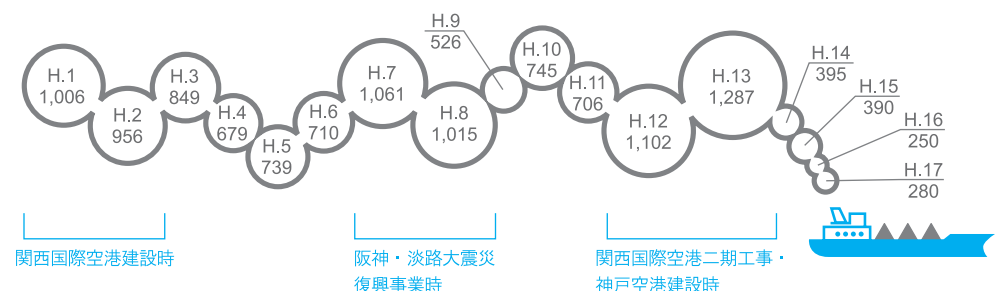 H.1
1,006
H.2
956
H.3
849
H.4
679
H.5
739
H.6
710
H.7
1,061
H.8
1,015
H.9
526
H.10
745
H.11
706
H.12
1,102
H.13
1,287
H.14
395
H.15
390
H.16
250
H.17
280
関西国際空港建設時
阪神・淡路大震災
復興事業時
関西国際空港二期工事・
神戸空港建設時